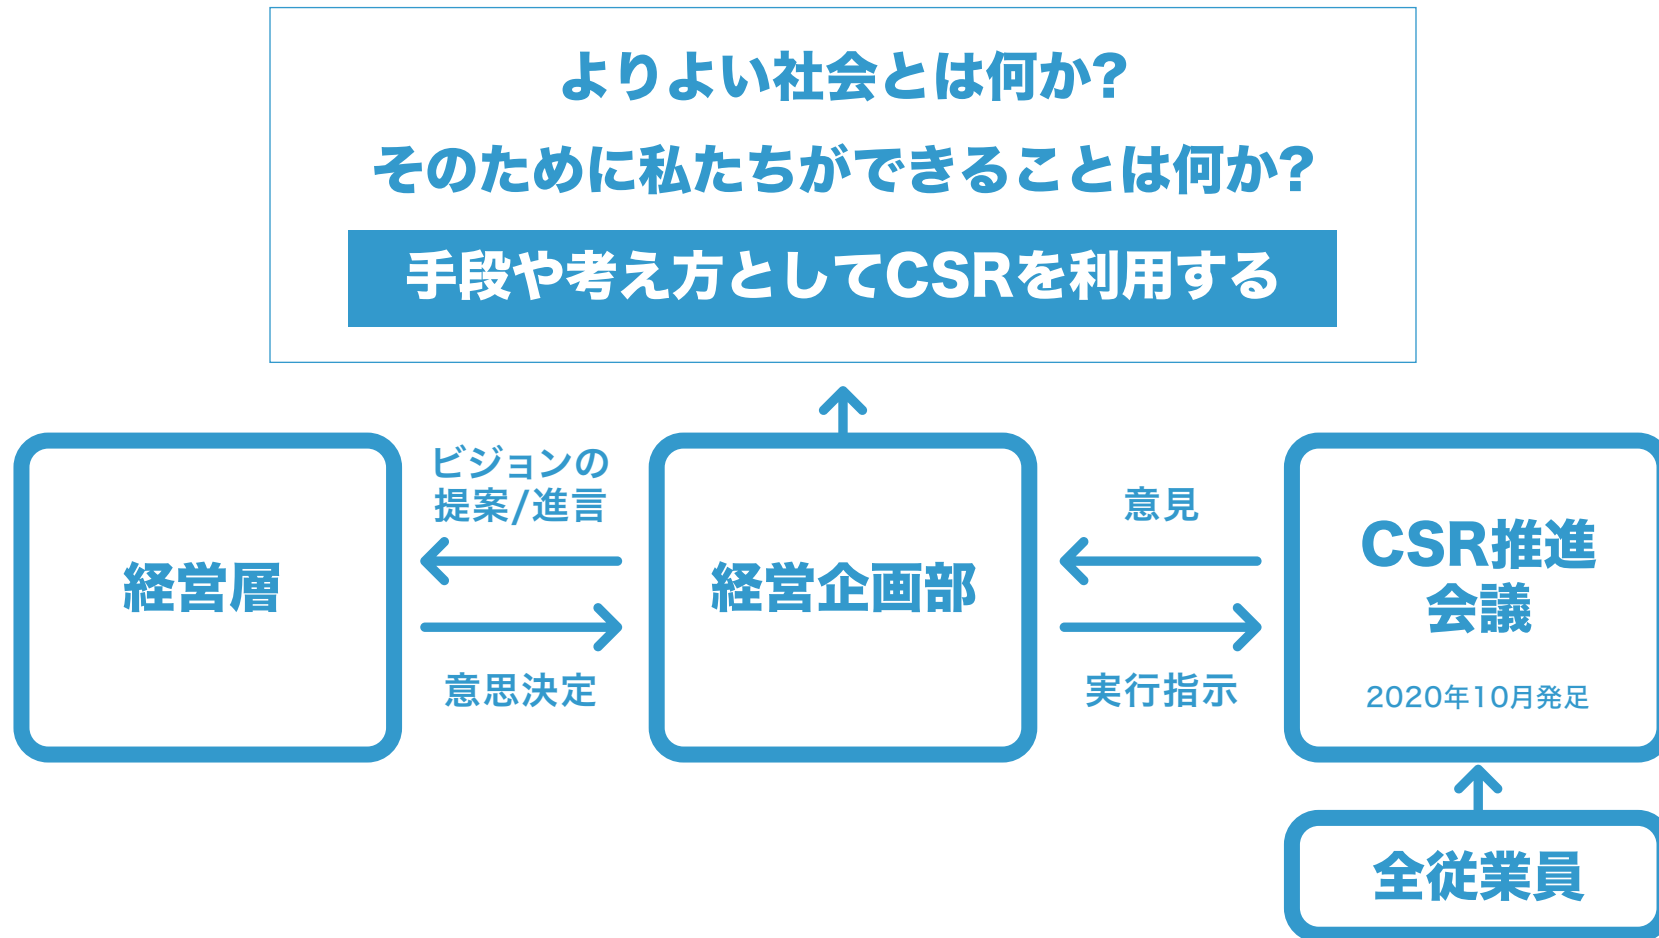 よりよい社会とは何か?
そのために私たちができることは何か?
手段や考え方としてCSRを利用する
経営層
ビジョンの
提案/進言
意思決定
経営企画部
意見
実行指示
CSR推進
会議
2020年10月発足
全従業員